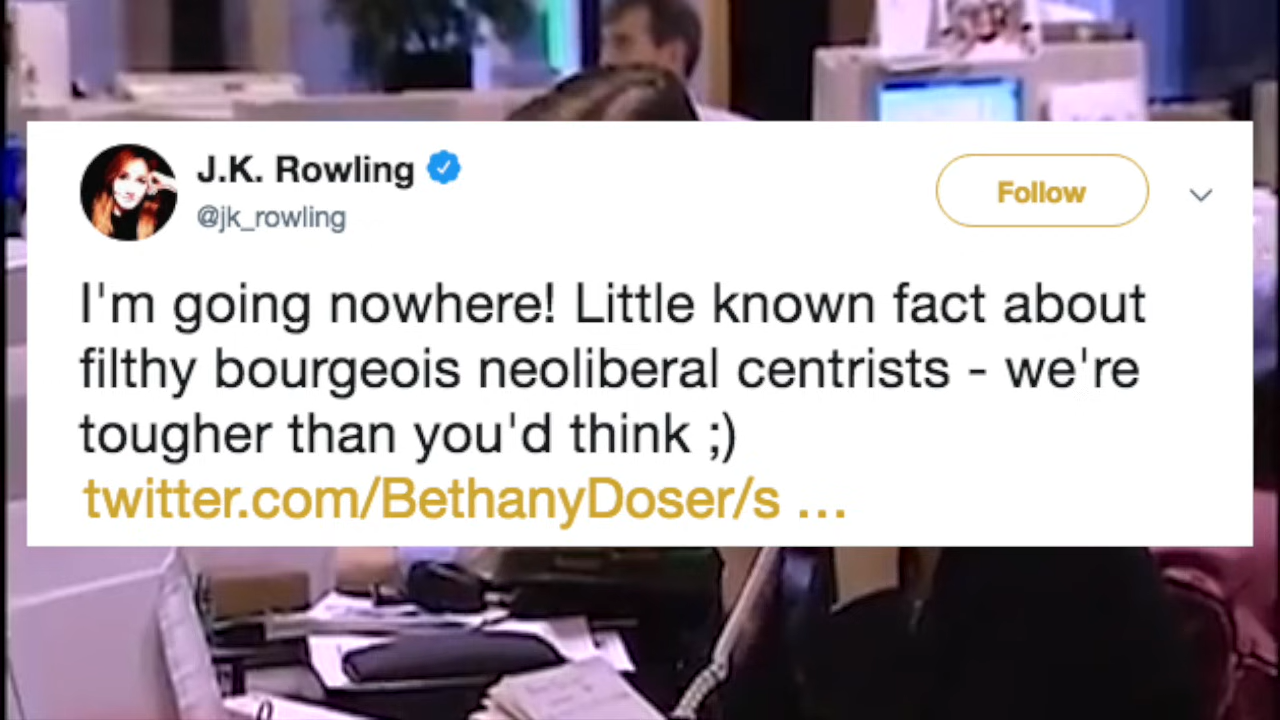 J.K. Rowling
@jk_rowling
Follow
I'm going nowhere! Little known fact about
filthy bourgeois neoliberal centrists - we're
tougher than you'd think ;)
twitter.com/BethanyDoser/s ...